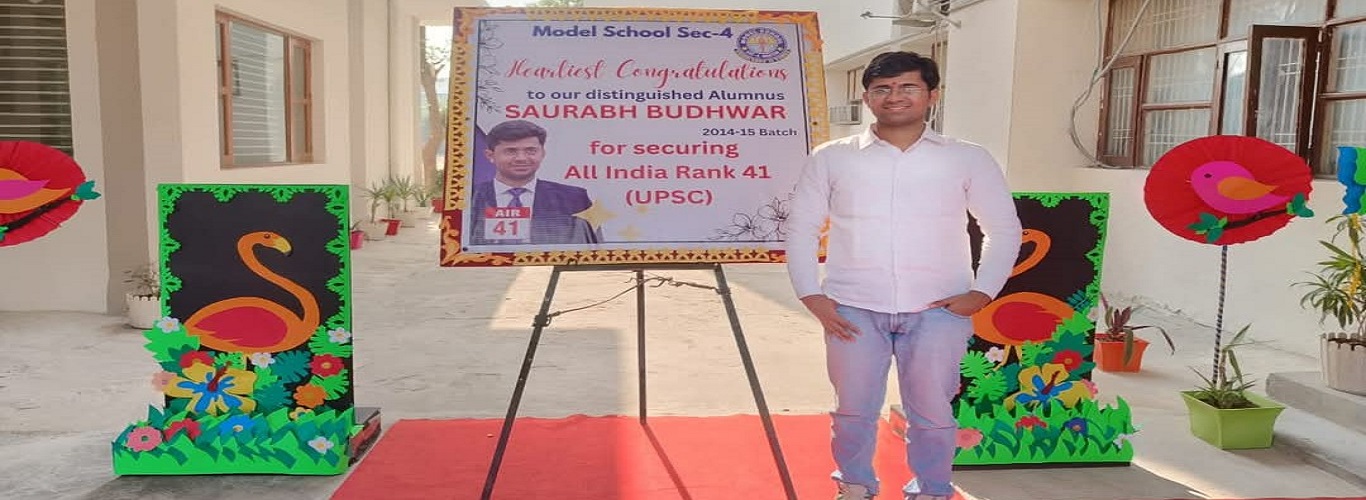 Model School Sec-4
Heartiest Congratulations
to our distinguished Alumnus
SAURABH BUDHWAR
2014-15 Batch
for securing
All India Rank 41
(UPSC)
AIR
41